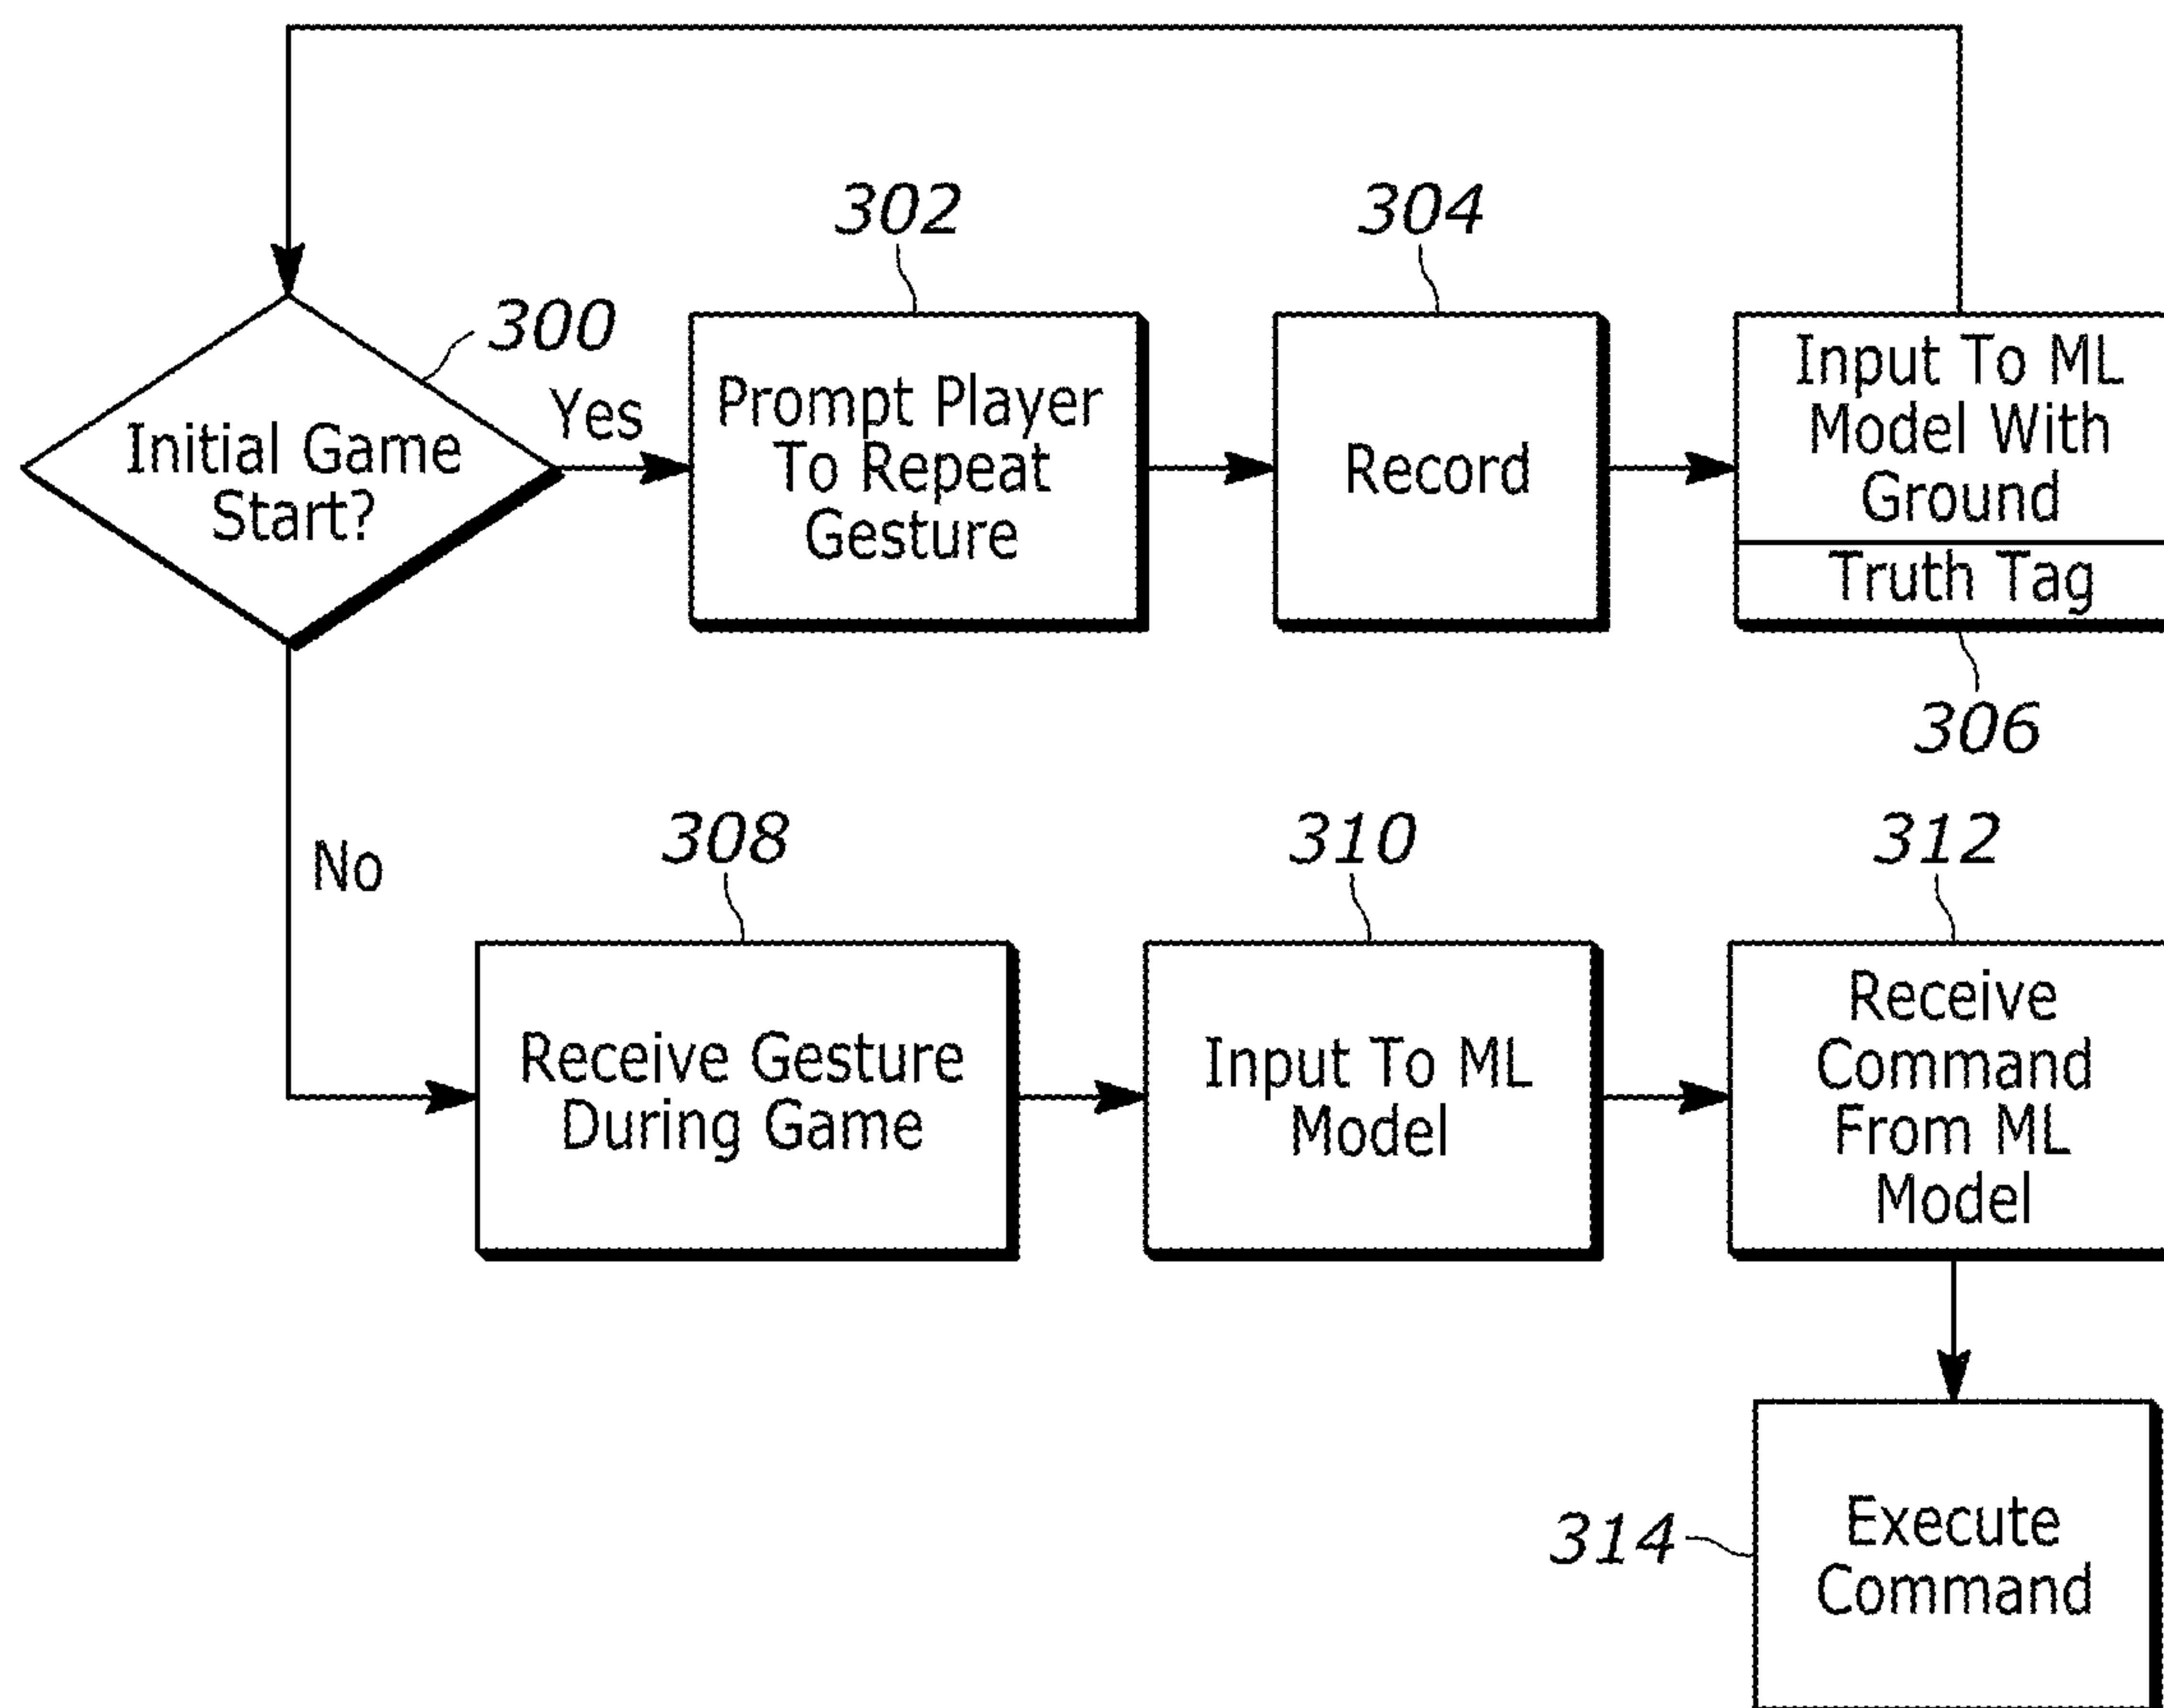 302
304
300
Yes
Initial Game
Start?
Prompt Player
To Repeat
Gesture
Record
Input To ML
Model With
Ground
Truth Tag
306
No
308
310
312
Receive Gesture
During Game
Input To ML
Model
Receive
Command
From ML
Model
314
Execute
Command